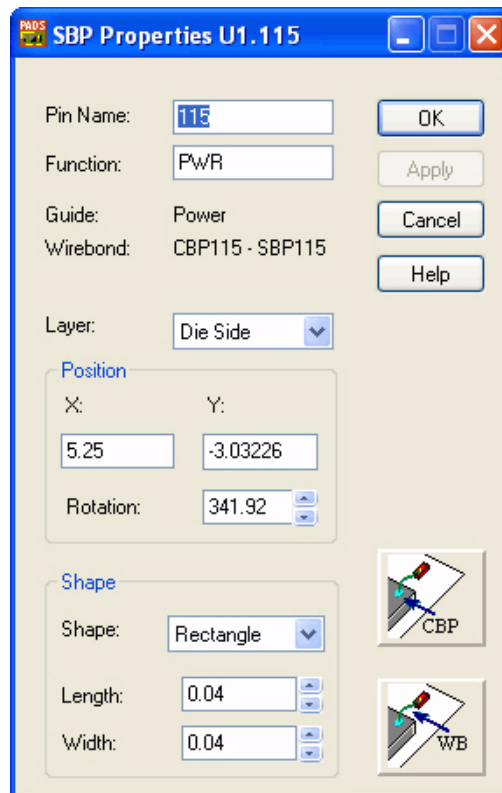 PADS
SBP Properties U1.115
Pin Name: 115
OK
Function: PWR
Apply
Guide: Power
Cancel
Wirebond: CBP115 - SBP115
Help
Layer: Die Side
Position
X: Y:
5.25 -3.03226
Rotation: 341.92
Shape
CBP
Shape: Rectangle
Length: 0.04
Width: 0.04
WB